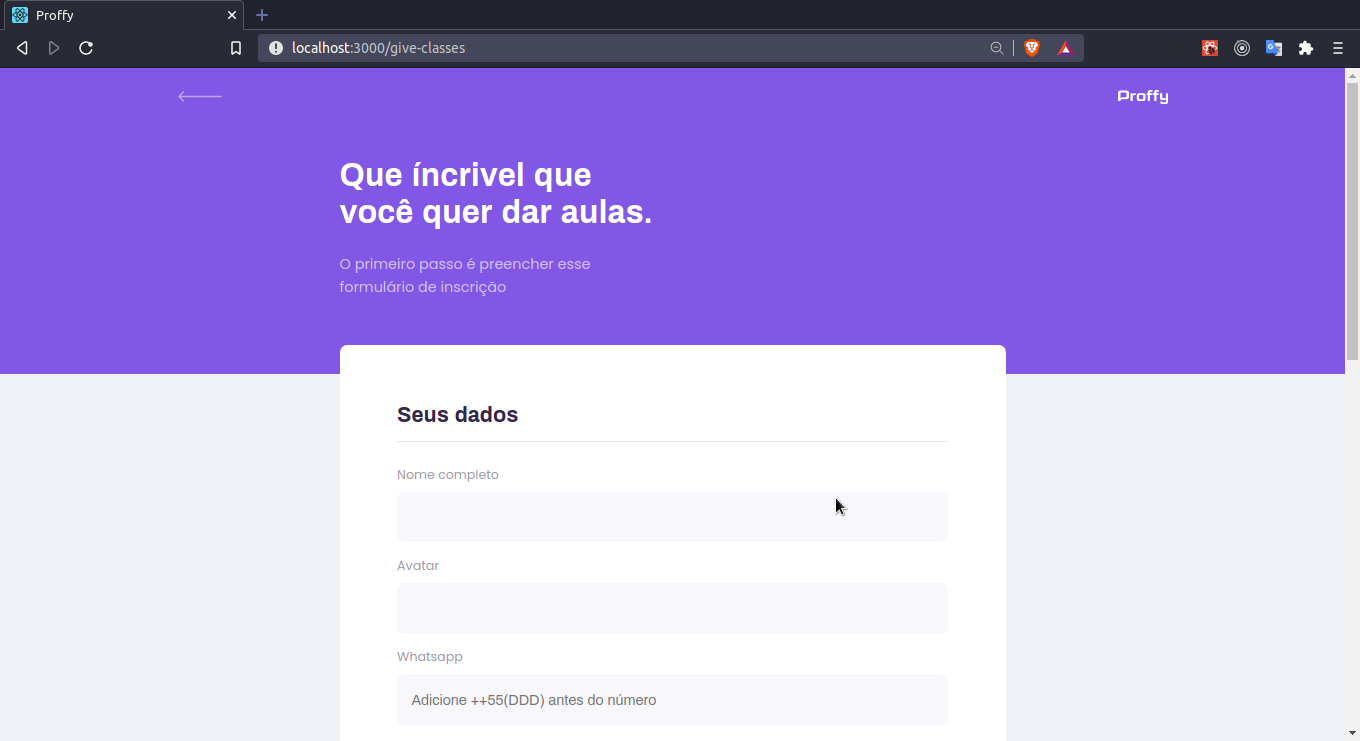 Proffy
localhost:3000/give-classes
Proffy
Que íncrivel que
você quer dar aulas.
O primeiro passo é preencher esse
formulário de inscrição
Seus dados
Nome completo
Avatar
Whatsapp
Adicione ++55(DDD) antes do número